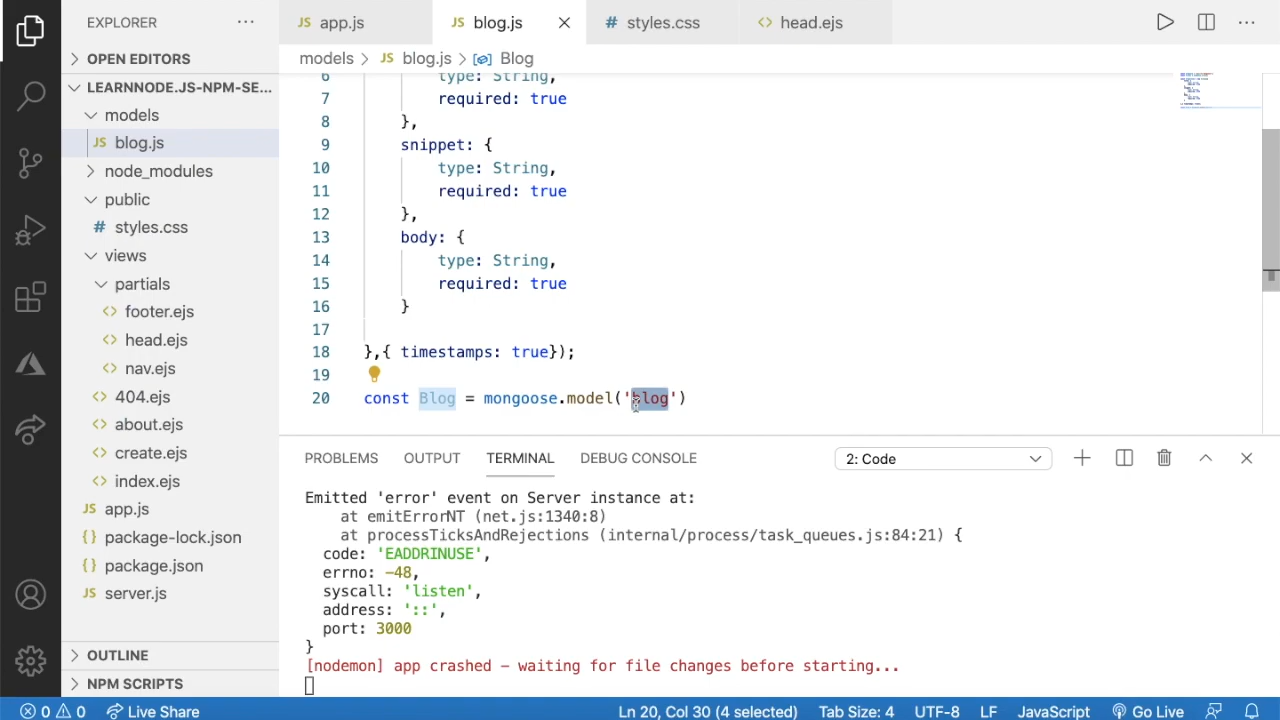 EXPLORER
OPEN EDITORS
LEARNNODE.JS-NPM-SE...
models
JS blog.js
node_modules
public
# styles.css
views
partials
<> footer.ejs
<> head.ejs
<> nav.ejs
<> 404.ejs
<> about.ejs
<> create.ejs
<> index.ejs
JS app.js
{} package-lock.json
{} package.json
JS server.js
OUTLINE
NPM SCRIPTS
JS app.js JS blog.js # styles.css <> head.ejs
models > JS blog.js > Blog
6 type: String,
7 required: true
8 },
9 snippet: {
10 type: String,
11 required: true
12 },
13 body: {
14 type: String,
15 required: true
16 }
17
18 },{ timestamps: true});
19
20 const Blog = mongoose.model('blog')
PROBLEMS OUTPUT TERMINAL DEBUG CONSOLE 2: Code
Emitted 'error' event on Server instance at:
at emitErrorNT (net.js:1340:8)
at processTicksAndRejections (internal/process/task_queues.js:84:21) {
code: 'EADDRINUSE',
errno: -48,
syscall: 'listen',
address: '::',
port: 3000
}
[nodemon] app crashed - waiting for file changes before starting...
0 0 Live Share Ln 20, Col 30 (4 selected) Tab Size: 4 UTF-8 LF JavaScript Go Live